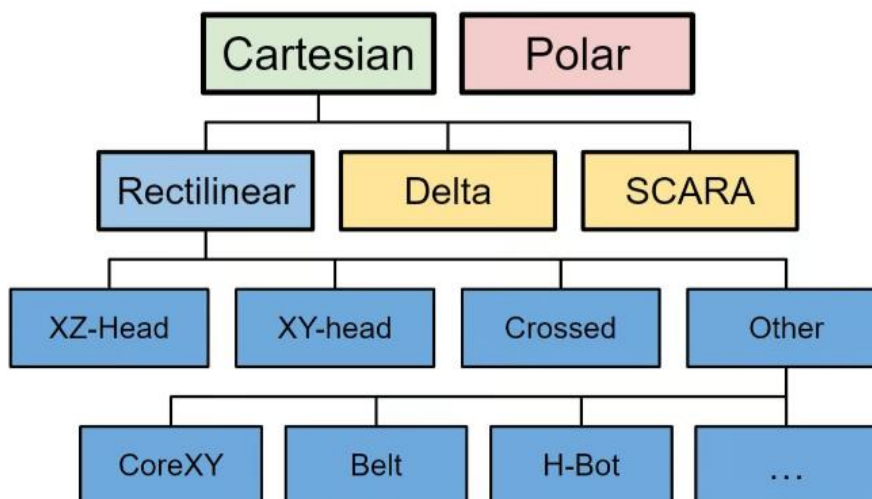 Cartesian
Polar
Rectilinear
Delta
SCARA
XZ-Head
XY-head
Crossed
Other
CoreXY
Belt
H-Bot
...